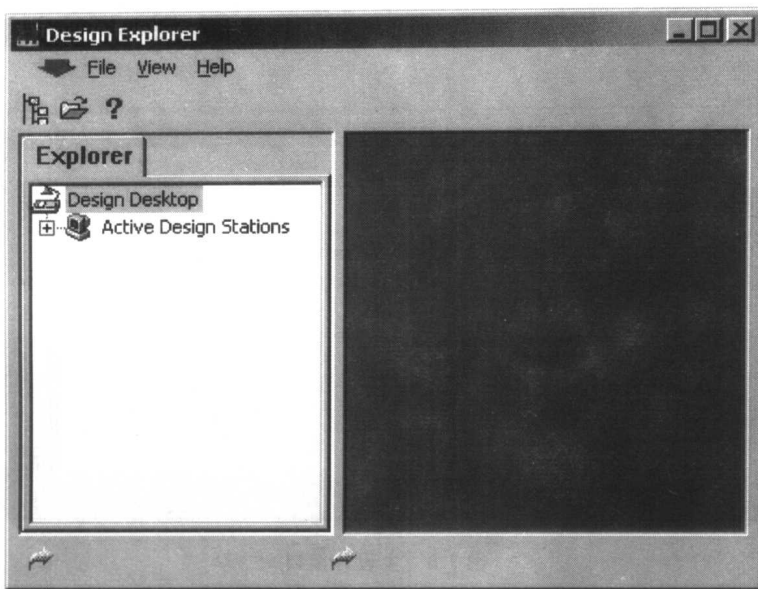 Design Explorer
File View Help
?
Explorer
Design Desktop
Active Design Stations